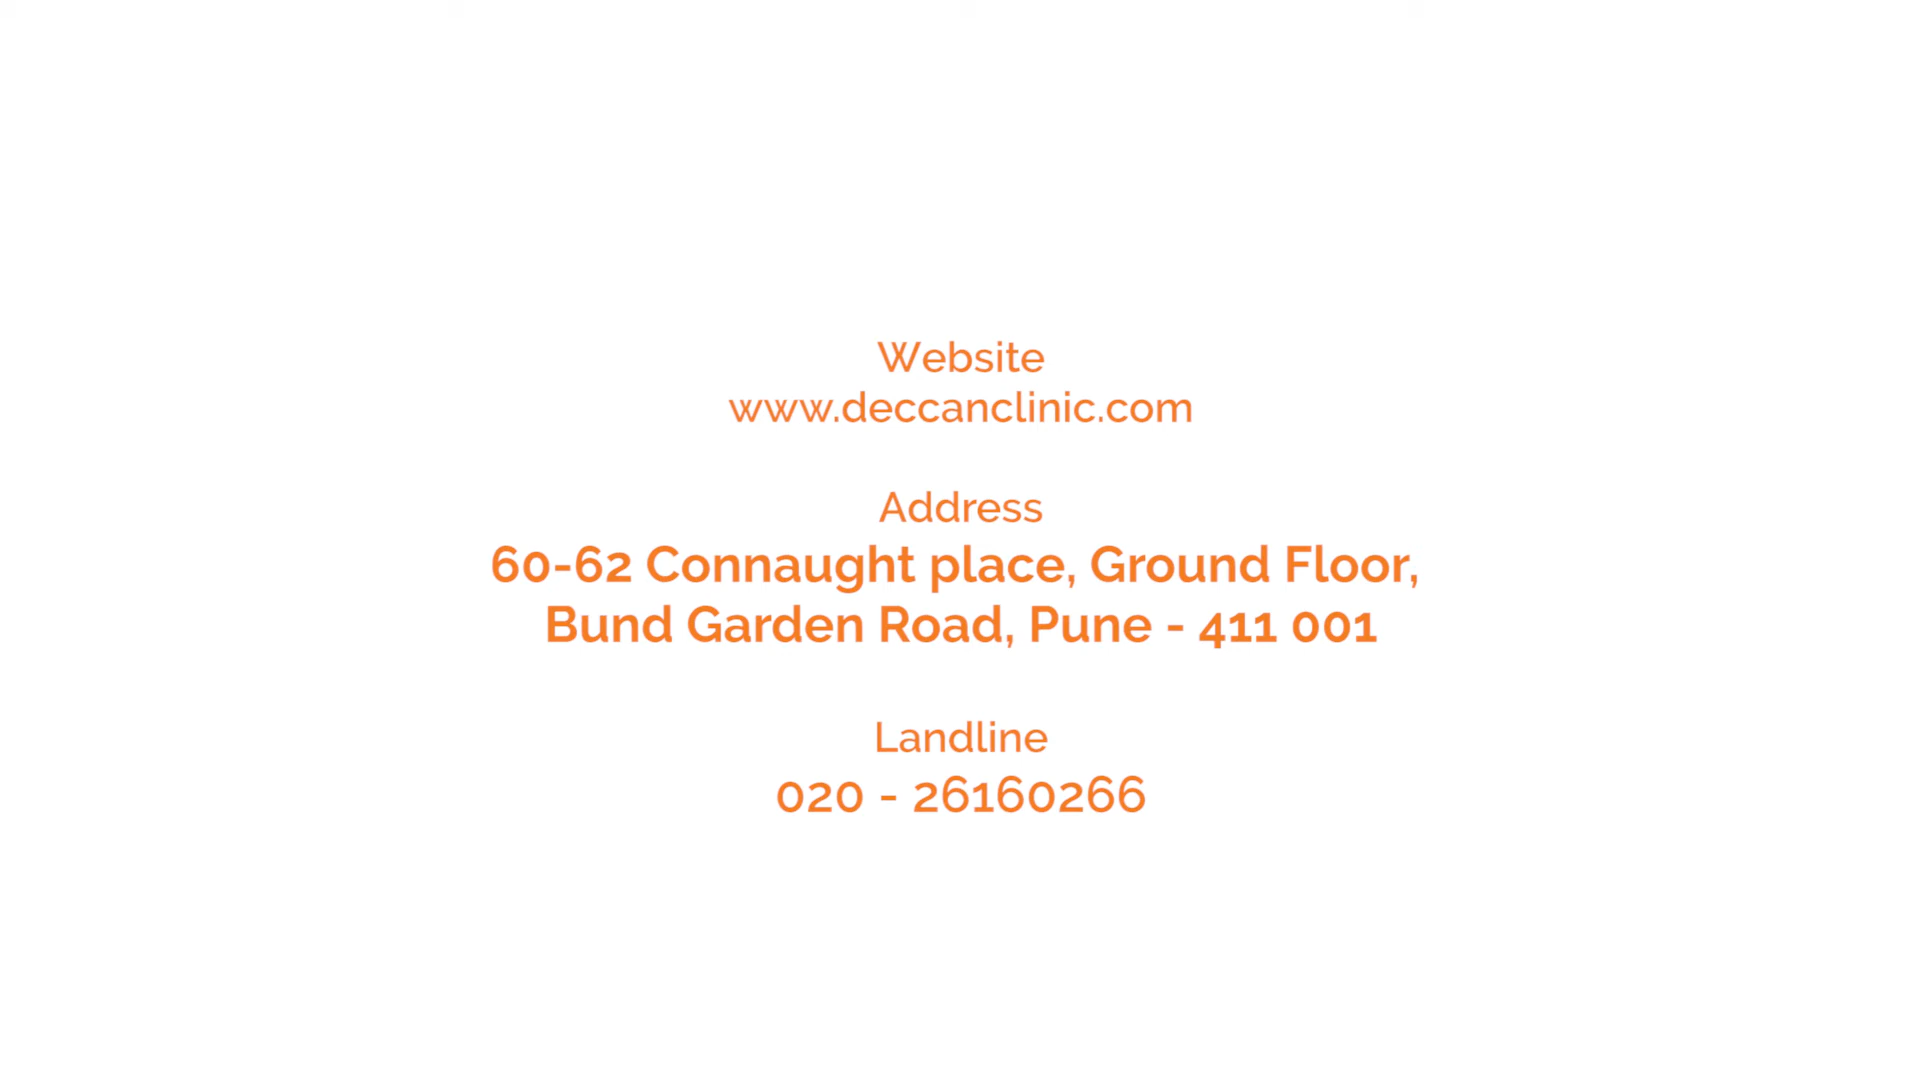 Website
www.deccanclinic.com
Address
60-62 Connaught place, Ground Floor,
Bund Garden Road, Pune - 411 001
Landline
020 - 26160266